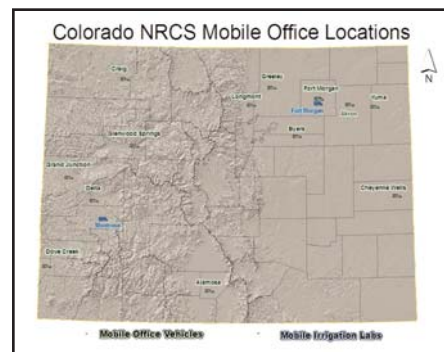 Colorado NRCS Mobile Office Locations
N
Craig
Greeley
Longmont
Fort Morgan
Fort Morgan
Yuma
Akron
Byers
Glenwood Springs
Grand Junction
Delta
Cheyenne Wells
Montrose
Dove Creek
Alamosa
Mobile Office Vehicles
Mobile Irrigation Labs